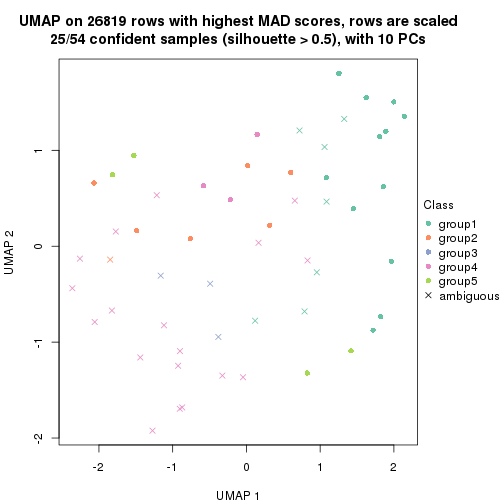 UMAP on 26819 rows with highest MAD scores, rows are scaled
25/54 confident samples (silhouette > 0.5), with 10 PCs
UMAP 2
1
0
-1
-2
-2
-1
0
1
2
UMAP 1
Class
group1
group2
group3
group4
group5
ambiguous